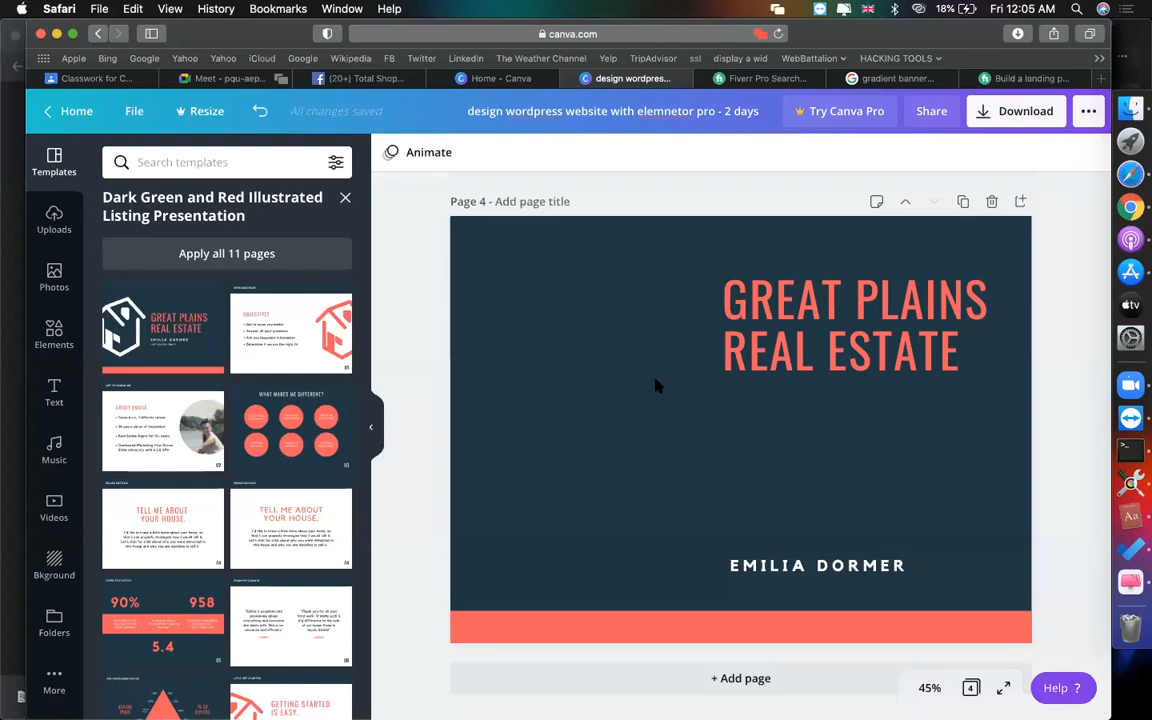 Safari File Edit View History Bookmarks Window Help
18% Fri 12:05 AM
canva.com
Apple Bing Google Yahoo Yahoo iCloud Google Wikipedia FB Twitter LinkedIn The Weather Channel Yelp TripAdvisor ssl display a wid WebBattalion HACKING TOOLS
Classwork for C...
Meet - pqu-aep...
(20+) Total Shop...
Home - Canva
design wordpres...
Fiverr Pro Search...
gradient banner...
Build a landing p...
Home File Resize All changes saved
design wordpress website with elemnetor pro - 2 days
Try Canva Pro Share Download
Templates
Uploads
Photos
Elements
Text
Music
Videos
Bkground
Folders
More
Search templates
Dark Green and Red Illustrated
Listing Presentation
Apply all 11 pages
GREAT PLAINS
REAL ESTATE
EMILIA DORMER
OBJECTIVES
ABOUT EMILIA
WHAT MAKES ME DIFFERENT?
TELL ME ABOUT
YOUR HOUSE.
TELL ME ABOUT
YOUR HOUSE.
90% 958
5.4
GETTING STARTED
IS EASY.
Animate
Page 4 - Add page title
GREAT PLAINS
REAL ESTATE
EMILIA DORMER
+ Add page
45%
4
Help ?
tv
Aa